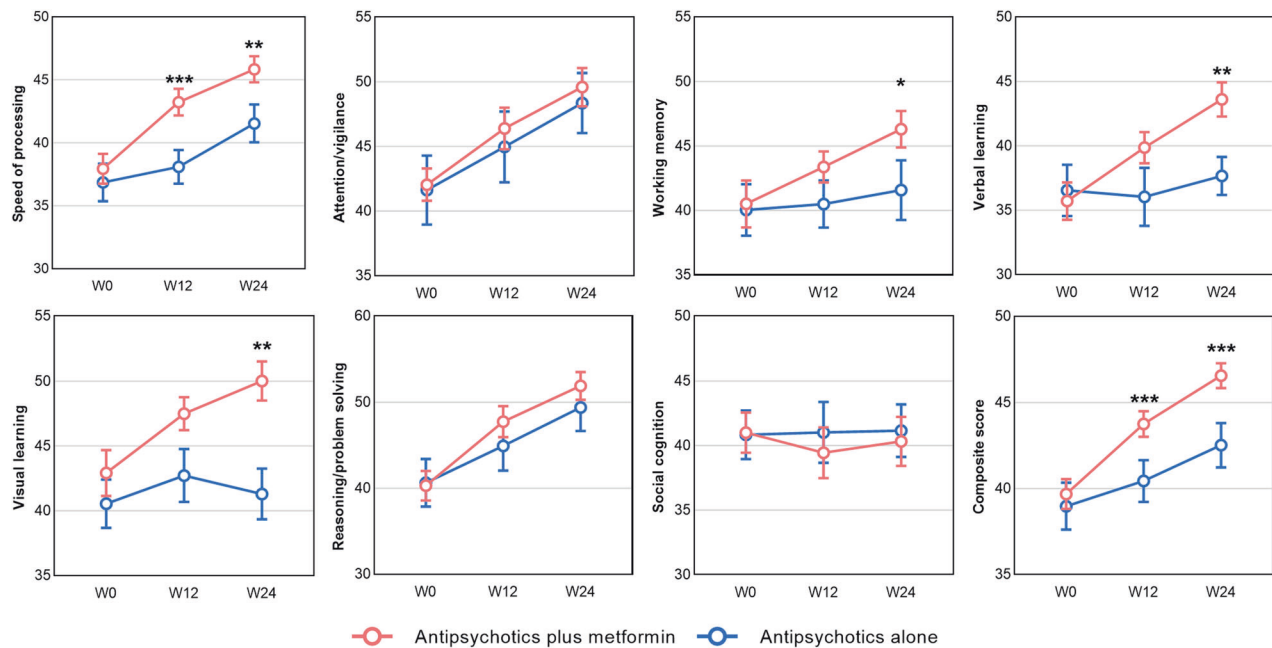 50
45
40
35
30
Speed of processing
***
**
W0 W12 W24
55
50
45
40
35
Attention/vigilance
W0 W12 W24
55
50
45
40
35
Working memory
*
W0 W12 W24
50
45
40
35
30
Verbal learning
**
W0 W12 W24
55
50
45
40
35
Visual learning
**
W0 W12 W24
60
50
40
30
Reasoning/problem solving
W0 W12 W24
50
45
40
35
30
Social cognition
W0 W12 W24
50
45
40
35
Composite score
***
***
W0 W12 W24
Antipsychotics plus metformin Antipsychotics alone